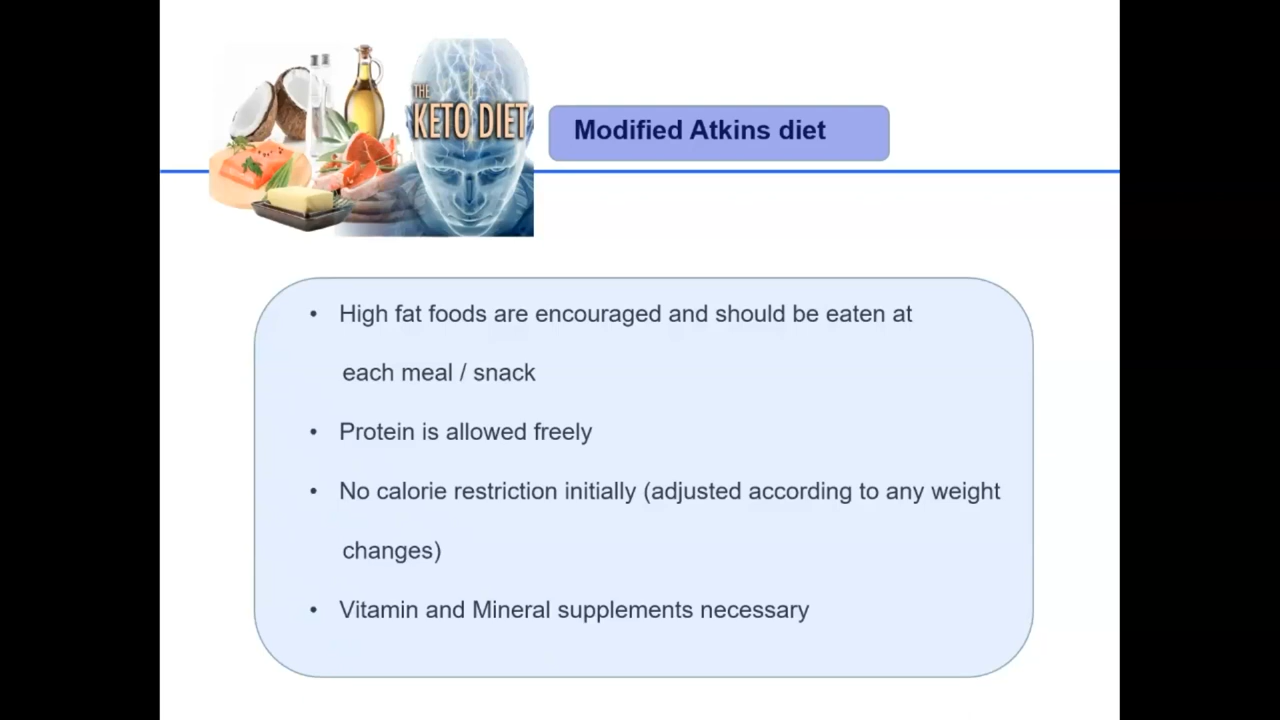 THE
KETO DIET
Modified Atkins diet
• High fat foods are encouraged and should be eaten at
each meal / snack
• Protein is allowed freely
• No calorie restriction initially (adjusted according to any weight
changes)
• Vitamin and Mineral supplements necessary